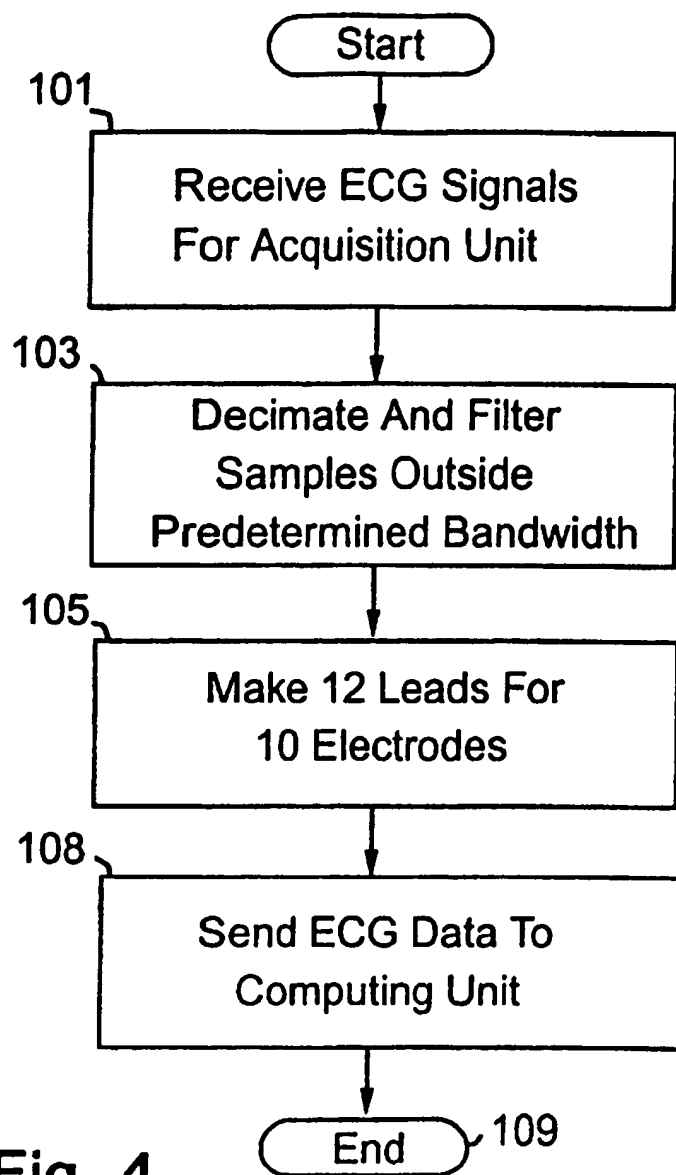 Start
101
Receive ECG Signals
For Acquisition Unit
103
Decimate And Filter
Samples Outside
Predetermined Bandwidth
105
Make 12 Leads For
10 Electrodes
108
Send ECG Data To
Computing Unit
End
109
Fig. 4